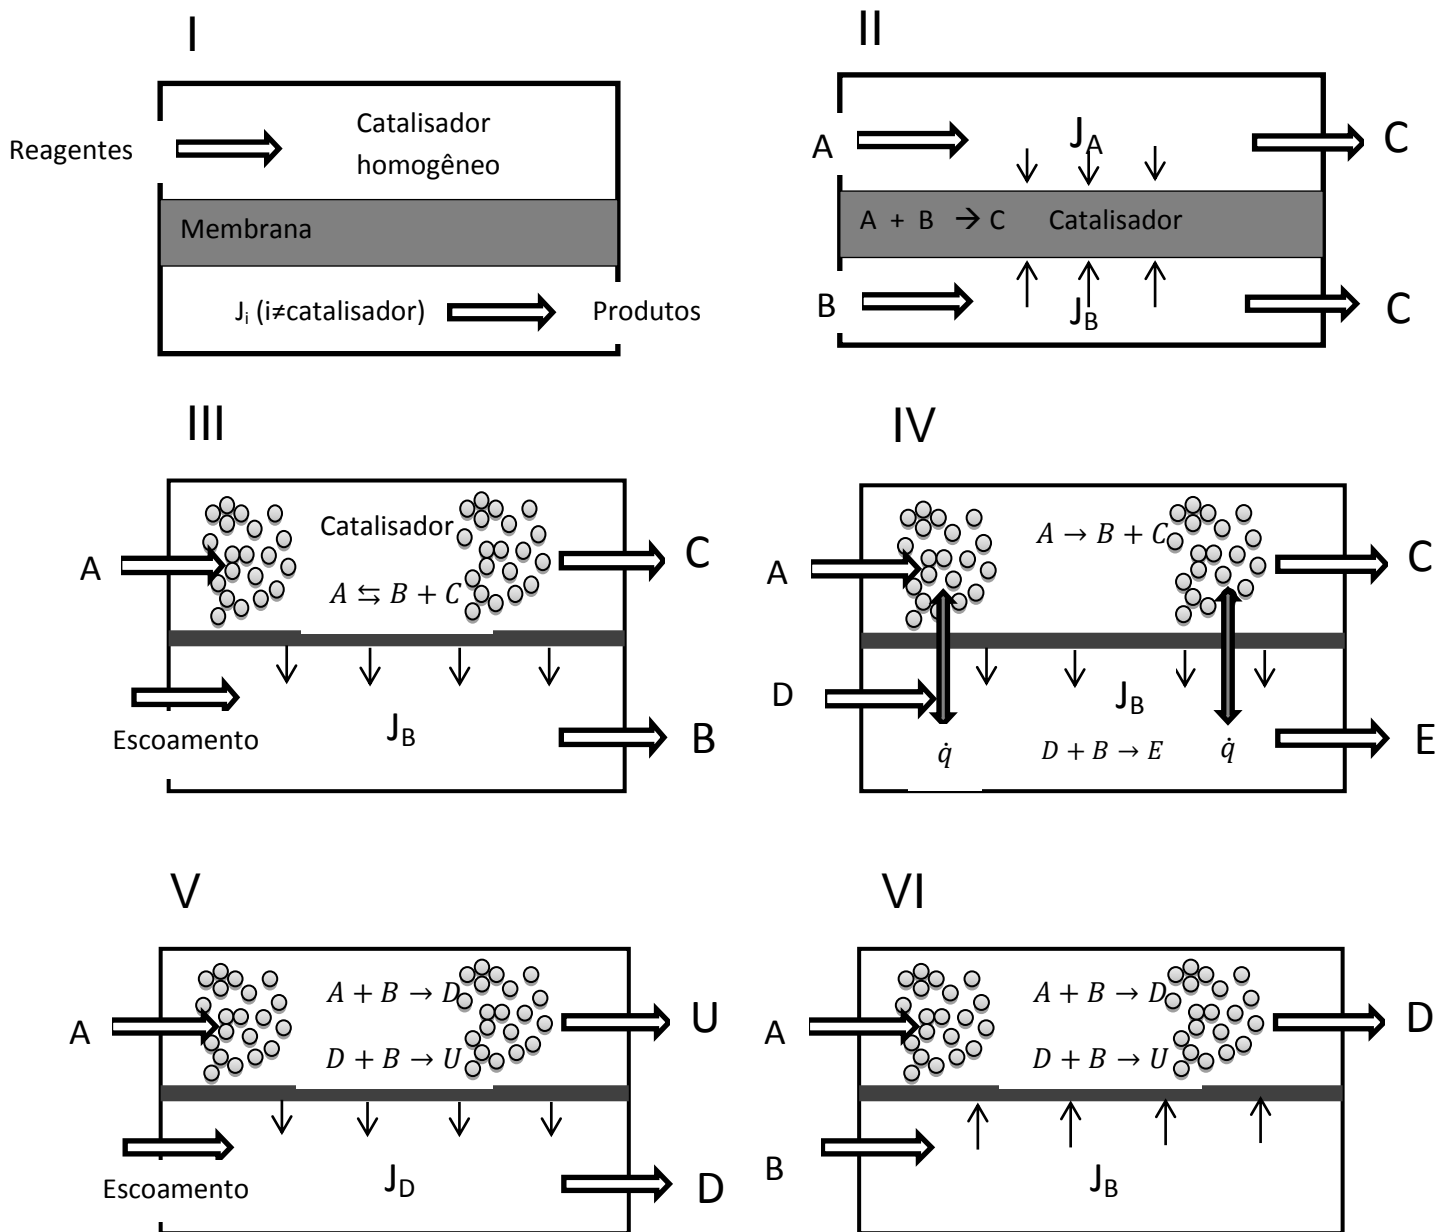 I
Reagentes
Catalisador
homogêneo
Membrana
Jᵢ (i≠catalisador)
Produtos
II
A
J_A
C
A + B → C Catalisador
B
J_B
C
III
A
Catalisador
C
A ⇆ B + C
Escoamento
J_B
B
IV
A
A → B + C
C
D
J_B
q̇
D + B → E
q̇
E
V
A
A + B → D
U
D + B → U
Escoamento
J_D
D
VI
A
A + B → D
D
D + B → U
B
J_B